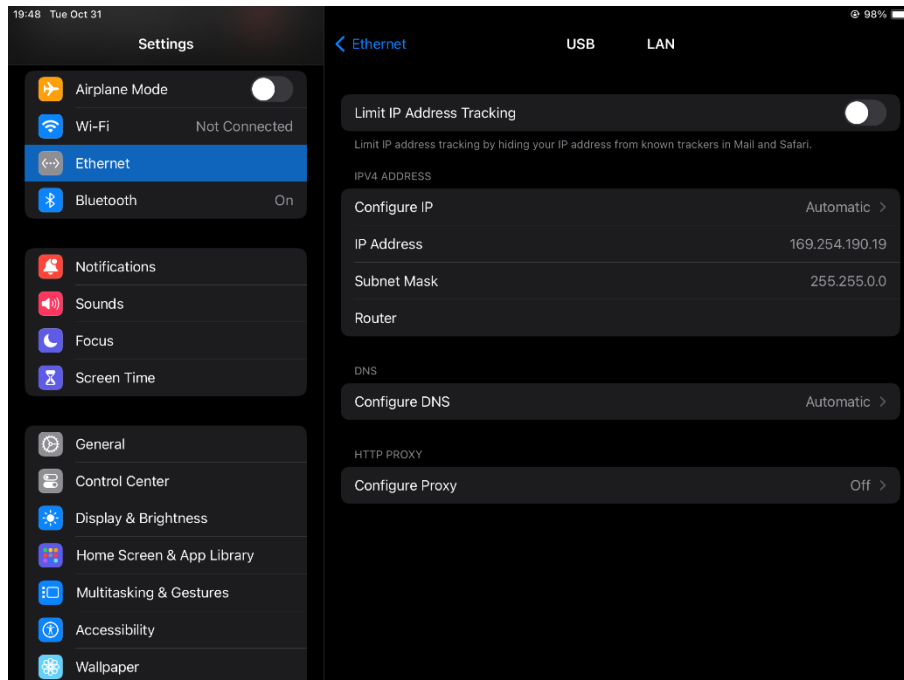 19:48 Tue Oct 31
98%
Settings
Airplane Mode
Wi-Fi Not Connected
Ethernet
Bluetooth On
Notifications
Sounds
Focus
Screen Time
General
Control Center
Display & Brightness
Home Screen & App Library
Multitasking & Gestures
Accessibility
Wallpaper
Ethernet
USB LAN
Limit IP Address Tracking
Limit IP address tracking by hiding your IP address from known trackers in Mail and Safari.
IPV4 ADDRESS
Configure IP Automatic
IP Address 169.254.190.19
Subnet Mask 255.255.0.0
Router
DNS
Configure DNS Automatic
HTTP PROXY
Configure Proxy Off